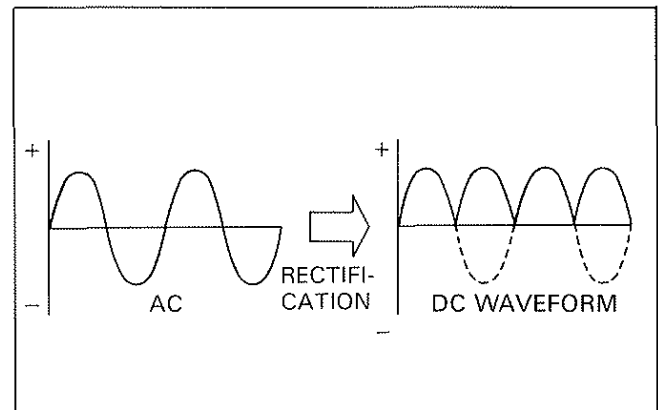 +
−
AC
RECTIFI-
CATION
+
−
DC WAVEFORM